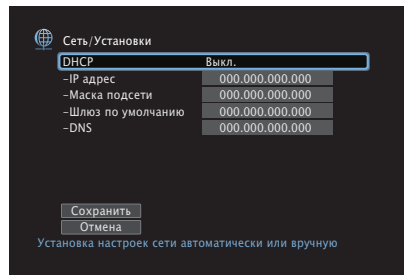 Сеть/Установки
DHCP Выкл.
–IP адрес 000.000.000.000
–Маска подсети 000.000.000.000
–Шлюз по умолчанию 000.000.000.000
–DNS 000.000.000.000
Сохранить
Отмена
Установка настроек сети автоматически или вручную